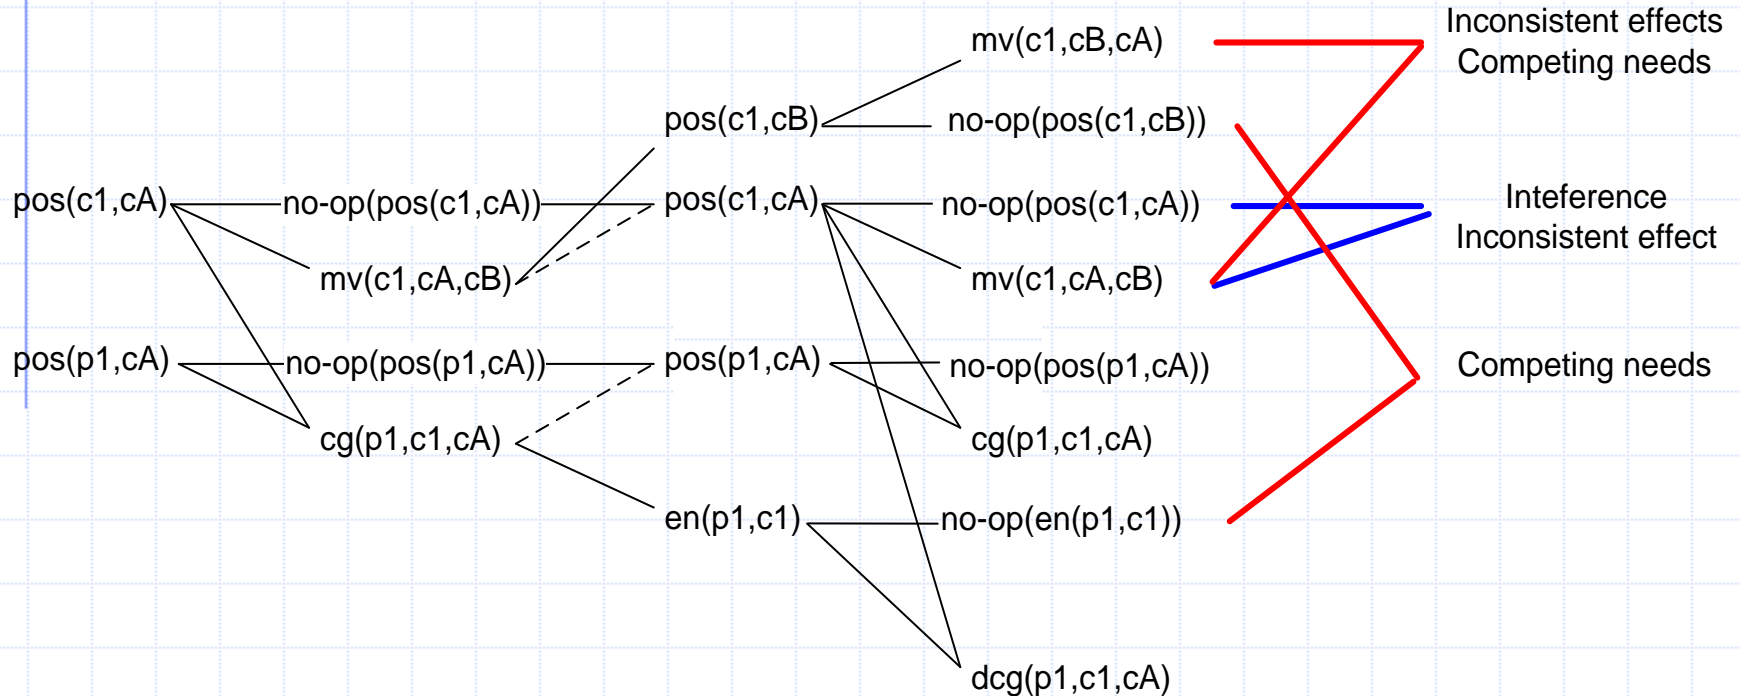 Inconsistent effects
mv(c1,cB,cA)
Competing needs
pos(c1,cB)
no-op(pos(c1,cB))
pos(c1,cA)
no-op(pos(c1,cA))
pos(c1,cA)
no-op(pos(c1,cA))
Inteference
Inconsistent effect
mv(c1,cA,cB)
mv(c1,cA,cB)
pos(p1,cA)
no-op(pos(p1,cA))
pos(p1,cA)
no-op(pos(p1,cA))
Competing needs
cg(p1,c1,cA)
cg(p1,c1,cA)
en(p1,c1)
no-op(en(p1,c1))
dcg(p1,c1,cA)